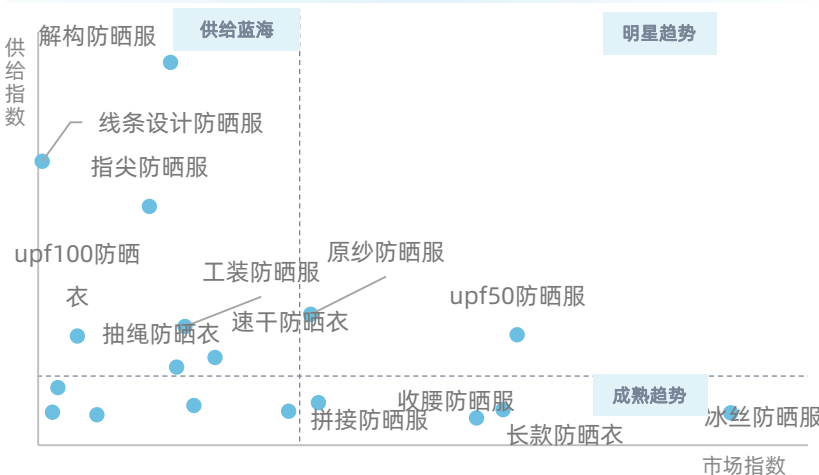 解构防晒服
供给蓝海
明星趋势
供给指数
线条设计防晒服
指尖防晒服
upf100防晒
衣
工装防晒服
原纱防晒服
upf50防晒服
抽绳防晒衣
速干防晒衣
成熟趋势
收腰防晒服
拼接防晒服
冰丝防晒服
长款防晒衣
市场指数